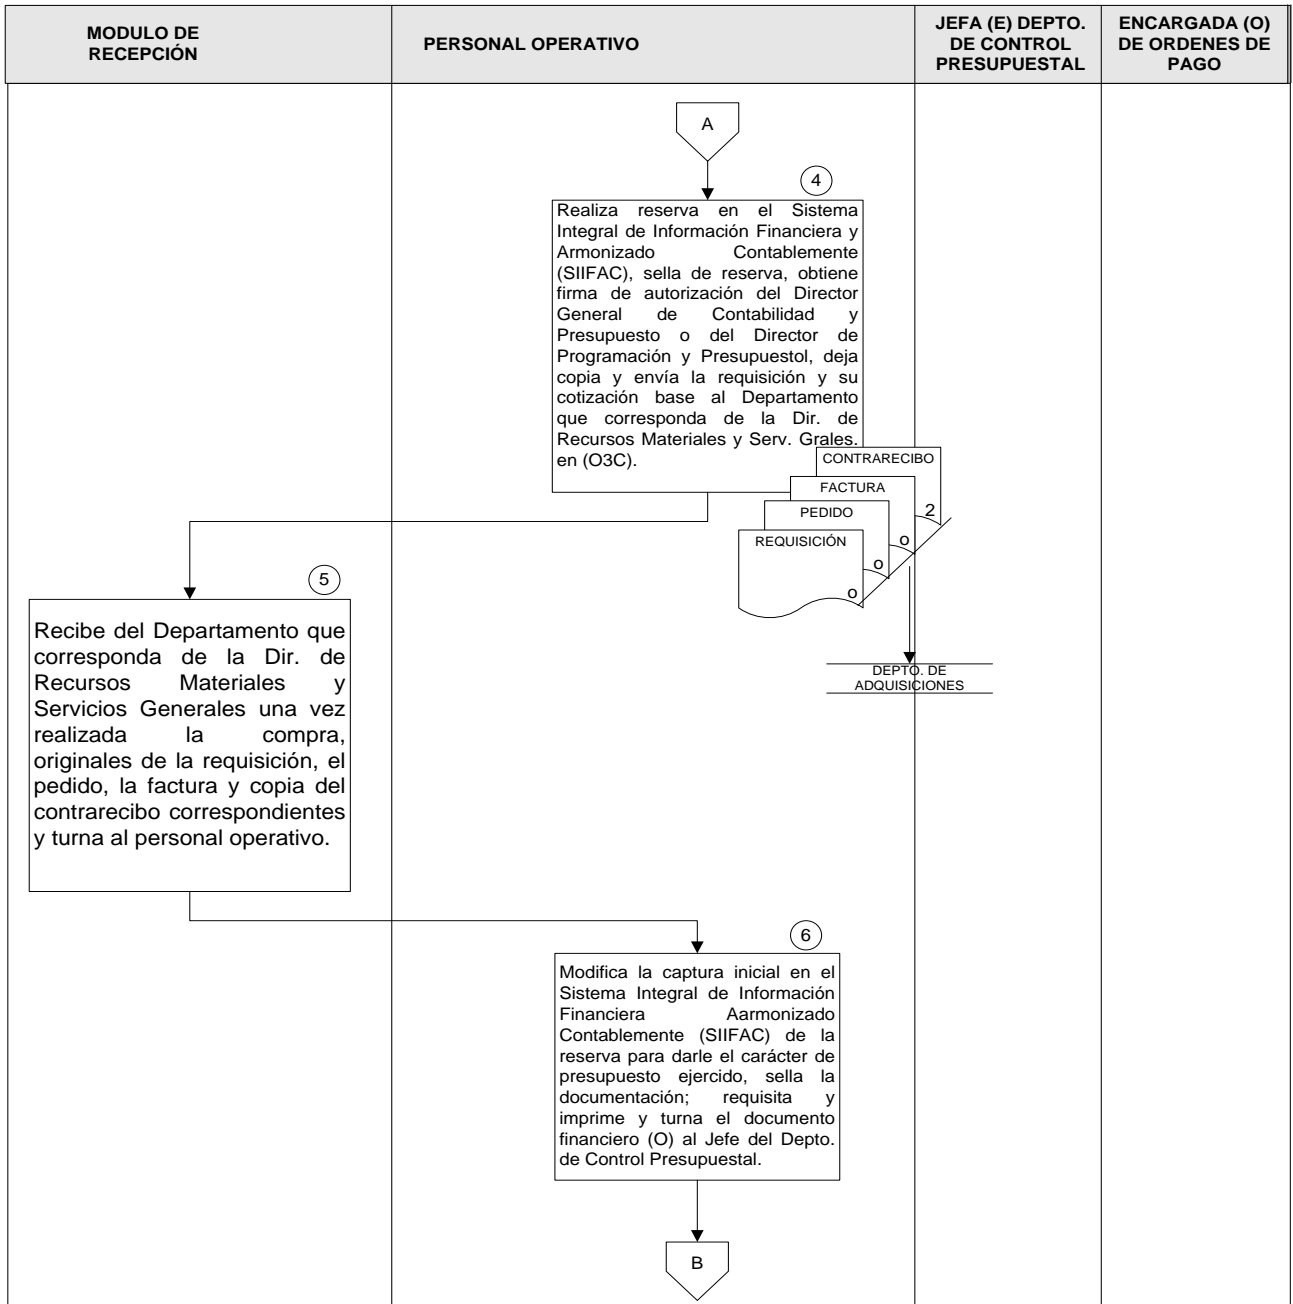 MODULO DE
RECEPCIÓN
PERSONAL OPERATIVO
JEFA (E) DEPTO.
DE CONTROL
PRESUPUESTAL
ENCARGADA (O)
DE ORDENES DE
PAGO
A
4
Realiza reserva en el Sistema
Integral de Información Financiera y
Armonizado Contablemente
(SIIFAC), sella de reserva, obtiene
firma de autorización del Director
General de Contabilidad y
Presupuesto o del Director de
Programación y Presupuestol, deja
copia y envía la requisición y su
cotización base al Departamento
que corresponda de la Dir. de
Recursos Materiales y Serv. Grales.
en (O3C).
CONTRARECIBO
2
FACTURA
o
PEDIDO
o
REQUISICIÓN
o
DEPTO. DE
ADQUISICIONES
5
Recibe del Departamento que
corresponda de la Dir. de
Recursos Materiales y
Servicios Generales una vez
realizada la compra,
originales de la requisición, el
pedido, la factura y copia del
contrarecibo correspondientes
y turna al personal operativo.
6
Modifica la captura inicial en el
Sistema Integral de Información
Financiera Aarmonizado
Contablemente (SIIFAC) de la
reserva para darle el carácter de
presupuesto ejercido, sella la
documentación; requisita y
imprime y turna el documento
financiero (O) al Jefe del Depto.
de Control Presupuestal.
B